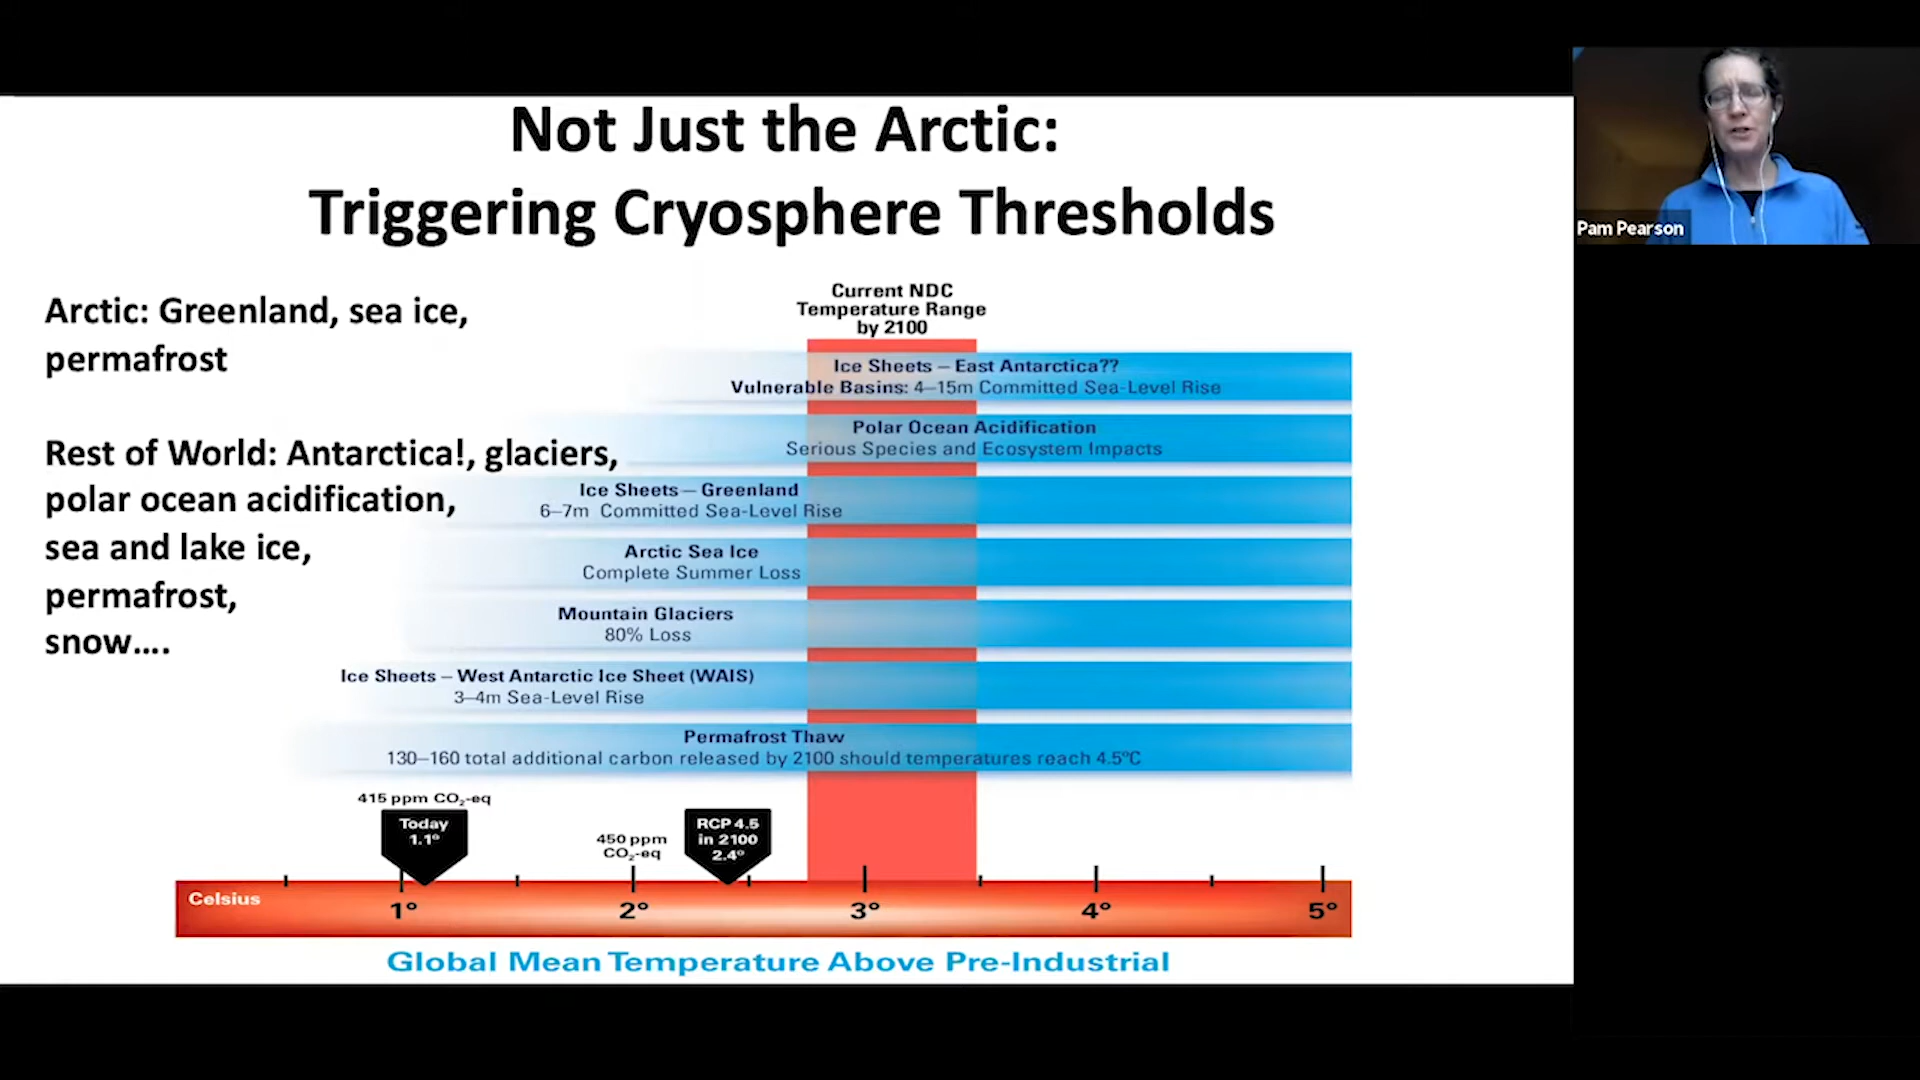 Not Just the Arctic:
Triggering Cryosphere Thresholds
Arctic: Greenland, sea ice,
permafrost
Rest of World: Antarctica!, glaciers,
polar ocean acidification,
sea and lake ice,
permafrost,
snow....
Current NDC
Temperature Range
by 2100
Ice Sheets – East Antarctica??
Vulnerable Basins: 4–15m Committed Sea-Level Rise
Polar Ocean Acidification
Serious Species and Ecosystem Impacts
Ice Sheets – Greenland
6–7m Committed Sea-Level Rise
Arctic Sea Ice
Complete Summer Loss
Mountain Glaciers
80% Loss
Ice Sheets – West Antarctic Ice Sheet (WAIS)
3–4m Sea-Level Rise
Permafrost Thaw
130–160 total additional carbon released by 2100 should temperatures reach 4.5°C
415 ppm CO₂-eq
Today
1.1°
450 ppm
CO₂-eq
RCP 4.5
in 2100
2.4°
Celsius
1° 2° 3° 4° 5°
Global Mean Temperature Above Pre-Industrial
Pam Pearson